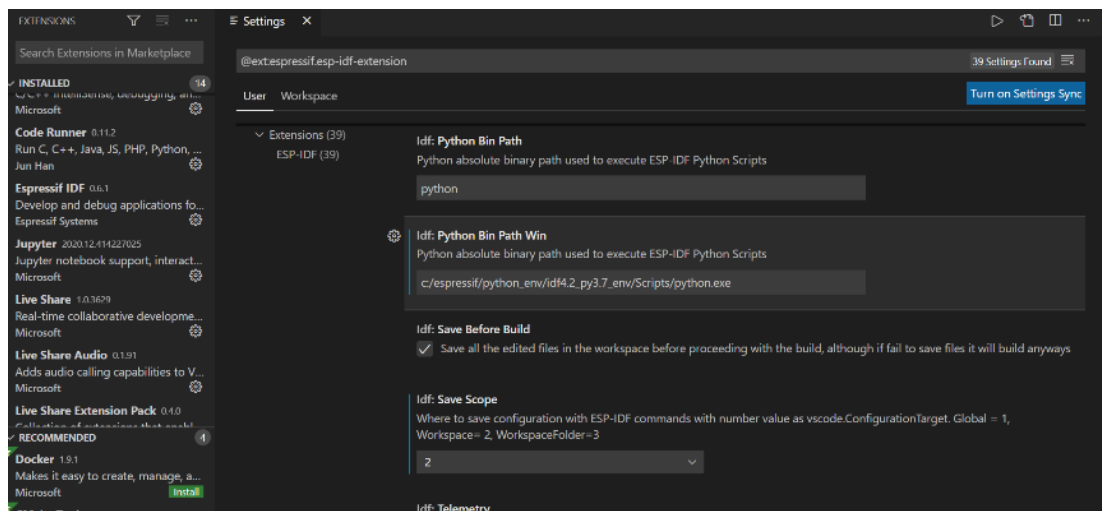 EXTENSIONS
Search Extensions in Marketplace
INSTALLED 14
C/C++ IntelliSense, debugging, an...
Microsoft
Code Runner 0.11.2
Run C, C++, Java, JS, PHP, Python, ...
Jun Han
Espressif IDF 0.6.1
Develop and debug applications fo...
Espressif Systems
Jupyter 2020.12.414227025
Jupyter notebook support, interact...
Microsoft
Live Share 1.0.3629
Real-time collaborative developme...
Microsoft
Live Share Audio 0.1.91
Adds audio calling capabilities to V...
Microsoft
Live Share Extension Pack 0.4.0
Collection of extensions that enabl...
RECOMMENDED 4
Docker 1.9.1
Makes it easy to create, manage, a...
Microsoft Install
Settings
@ext:espressif.esp-idf-extension
39 Settings Found
User Workspace
Turn on Settings Sync
Extensions (39)
ESP-IDF (39)
Idf: Python Bin Path
Python absolute binary path used to execute ESP-IDF Python Scripts
python
Idf: Python Bin Path Win
Python absolute binary path used to execute ESP-IDF Python Scripts
c:/espressif/python_env/idf4.2_py3.7_env/Scripts/python.exe
Idf: Save Before Build
Save all the edited files in the workspace before proceeding with the build, although if fail to save files it will build anyways
Idf: Save Scope
Where to save configuration with ESP-IDF commands with number value as vscode.ConfigurationTarget. Global = 1,
Workspace= 2, WorkspaceFolder=3
2
Idf: Telemetry